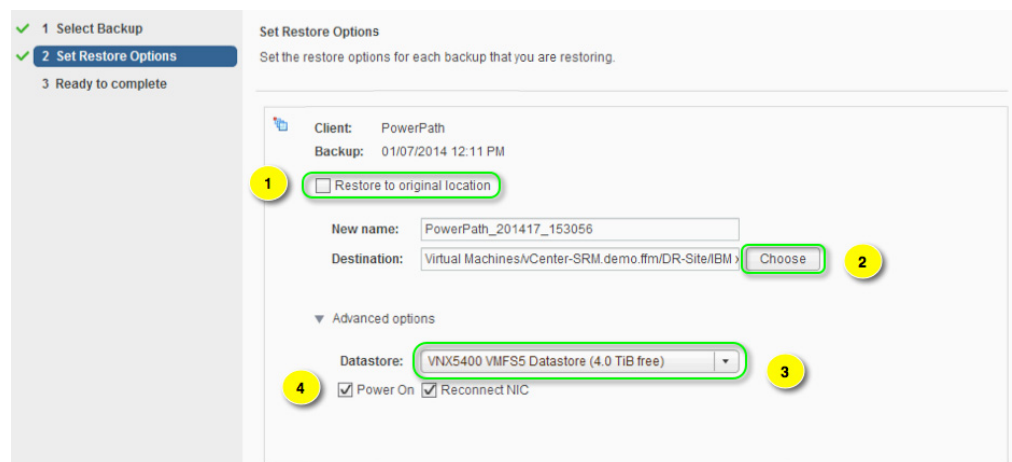 1 Select Backup
2 Set Restore Options
3 Ready to complete
Set Restore Options
Set the restore options for each backup that you are restoring.
Client: PowerPath
Backup: 01/07/2014 12:11 PM
1
Restore to original location
New name: PowerPath_201417_153056
Destination: Virtual Machines/vCenter-SRM.demo.ffm/DR-Site/IBM x Choose
2
Advanced options
Datastore: VNX5400 VMFS5 Datastore (4.0 TiB free)
3
4
Power On Reconnect NIC